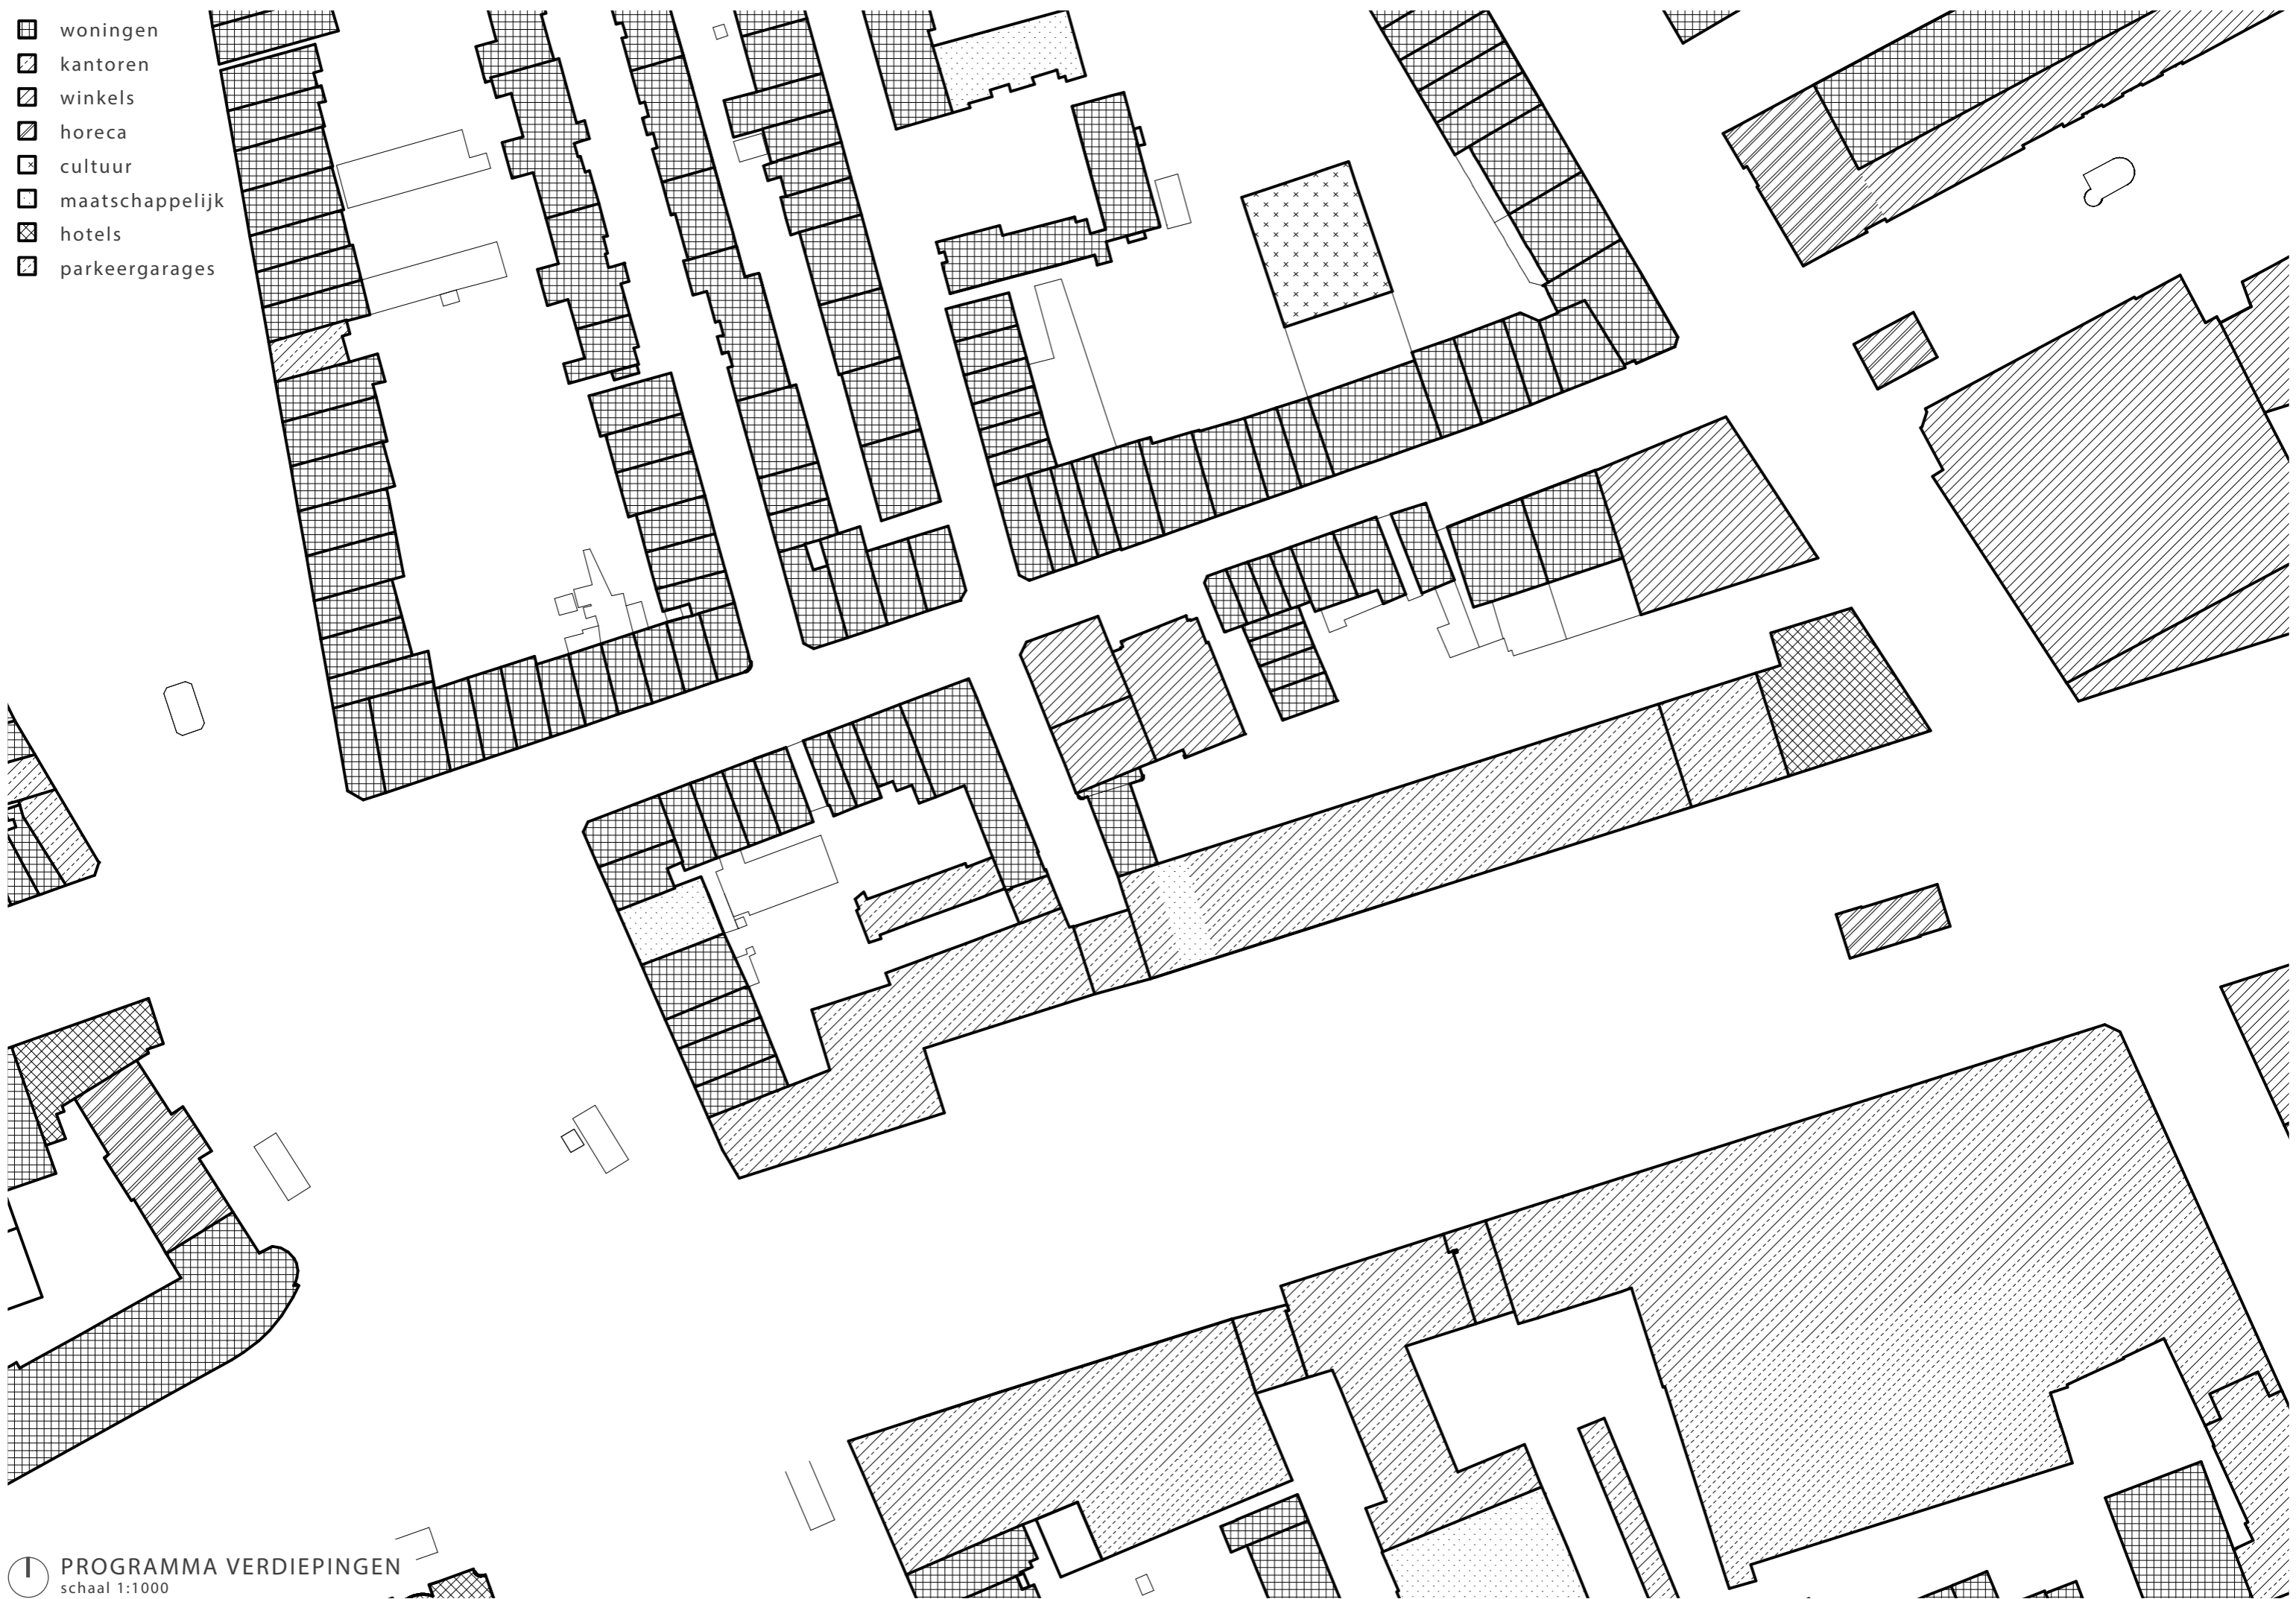 woningen
kantoren
winkels
horeca
cultuur
maatschappelijk
hotels
parkeergarages
PROGRAMMA VERDIEPINGEN
schaal 1:1000